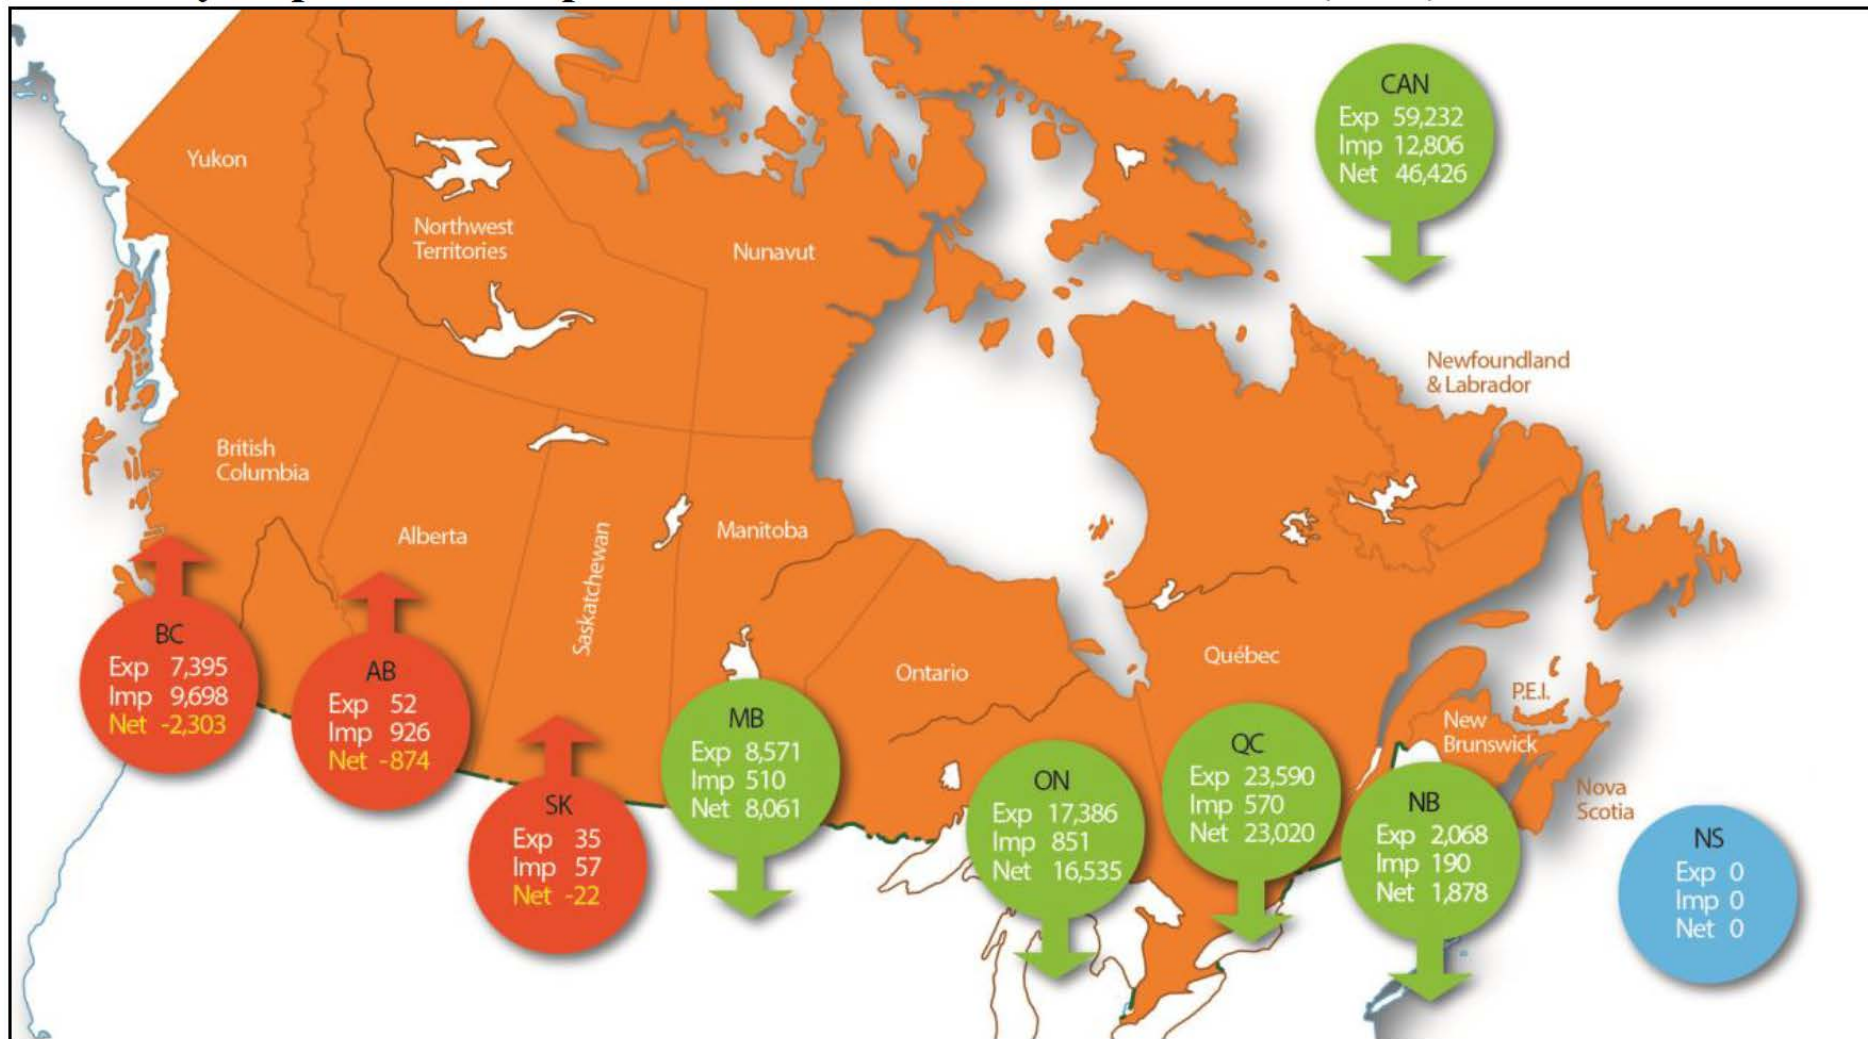 CAN
Exp 59,232
Imp 12,806
Net 46,426
Yukon
Northwest
Territories
Nunavut
Newfoundland
& Labrador
British
Columbia
Alberta
Saskatchewan
Manitoba
Ontario
Québec
P.E.I.
New
Brunswick
Nova
Scotia
BC
Exp 7,395
Imp 9,698
Net -2,303
AB
Exp 52
Imp 926
Net -874
SK
Exp 35
Imp 57
Net -22
MB
Exp 8,571
Imp 510
Net 8,061
ON
Exp 17,386
Imp 851
Net 16,535
QC
Exp 23,590
Imp 570
Net 23,020
NB
Exp 2,068
Imp 190
Net 1,878
NS
Exp 0
Imp 0
Net 0